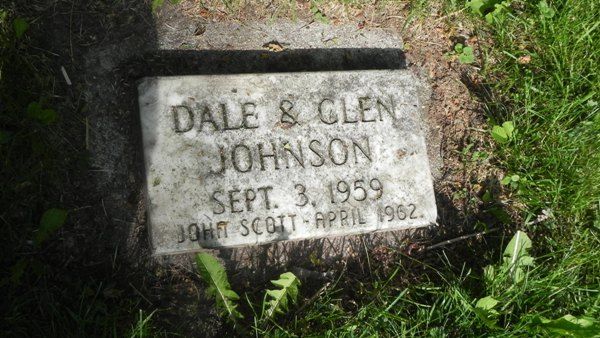 DALE & GLEN
JOHNSON
SEPT. 3, 1959
JOHN SCOTT - APRIL 1962.